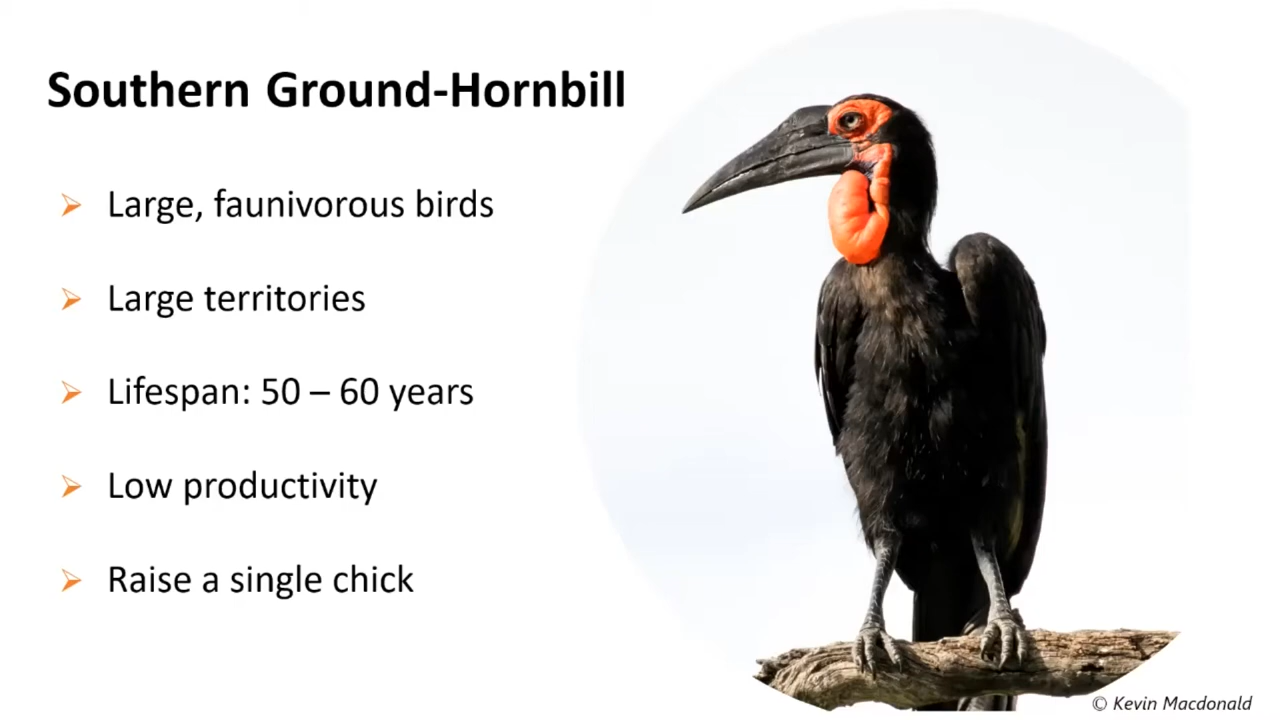 Southern Ground-Hornbill
Large, faunivorous birds
Large territories
Lifespan: 50 – 60 years
Low productivity
Raise a single chick
© Kevin Macdonald